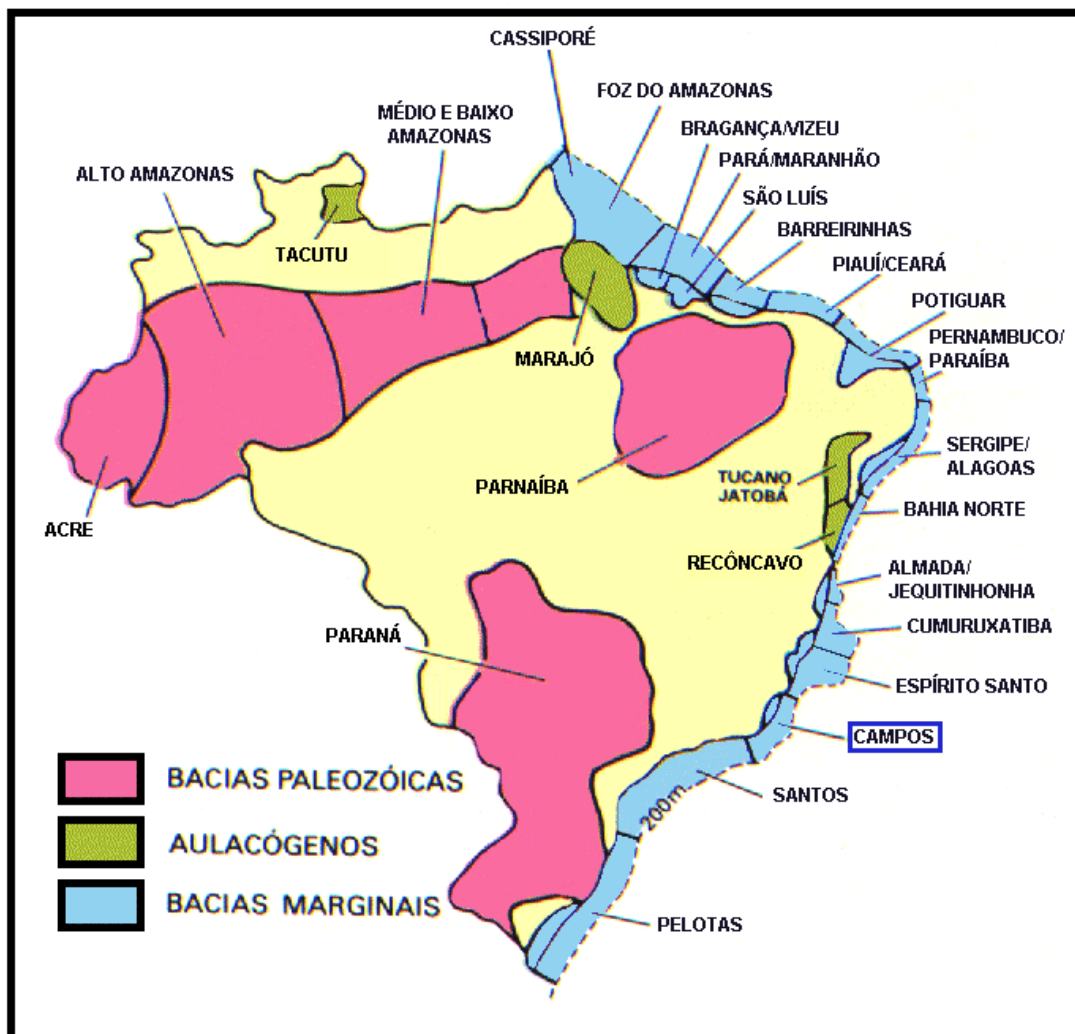 CASSIPORÉ
FOZ DO AMAZONAS
MÉDIO E BAIXO
AMAZONAS
BRAGANÇA/VIZEU
PARÁ/MARANHÃO
ALTO AMAZONAS
SÃO LUÍS
BARREIRINHAS
TACUTU
PIAUÍ/CEARÁ
POTIGUAR
PERNAMBUCO/
PARAÍBA
MARAJÓ
SERGIPE/
ALAGOAS
TUCANO
JATOBÁ
PARNAÍBA
BAHIA NORTE
ACRE
RECÔNCAVO
ALMADA/
JEQUITINHONHA
CUMURUXATIBA
PARANÁ
ESPÍRITO SANTO
CAMPOS
SANTOS
200m
PELOTAS
BACIAS PALEOZÓICAS
AULACÓGENOS
BACIAS MARGINAIS